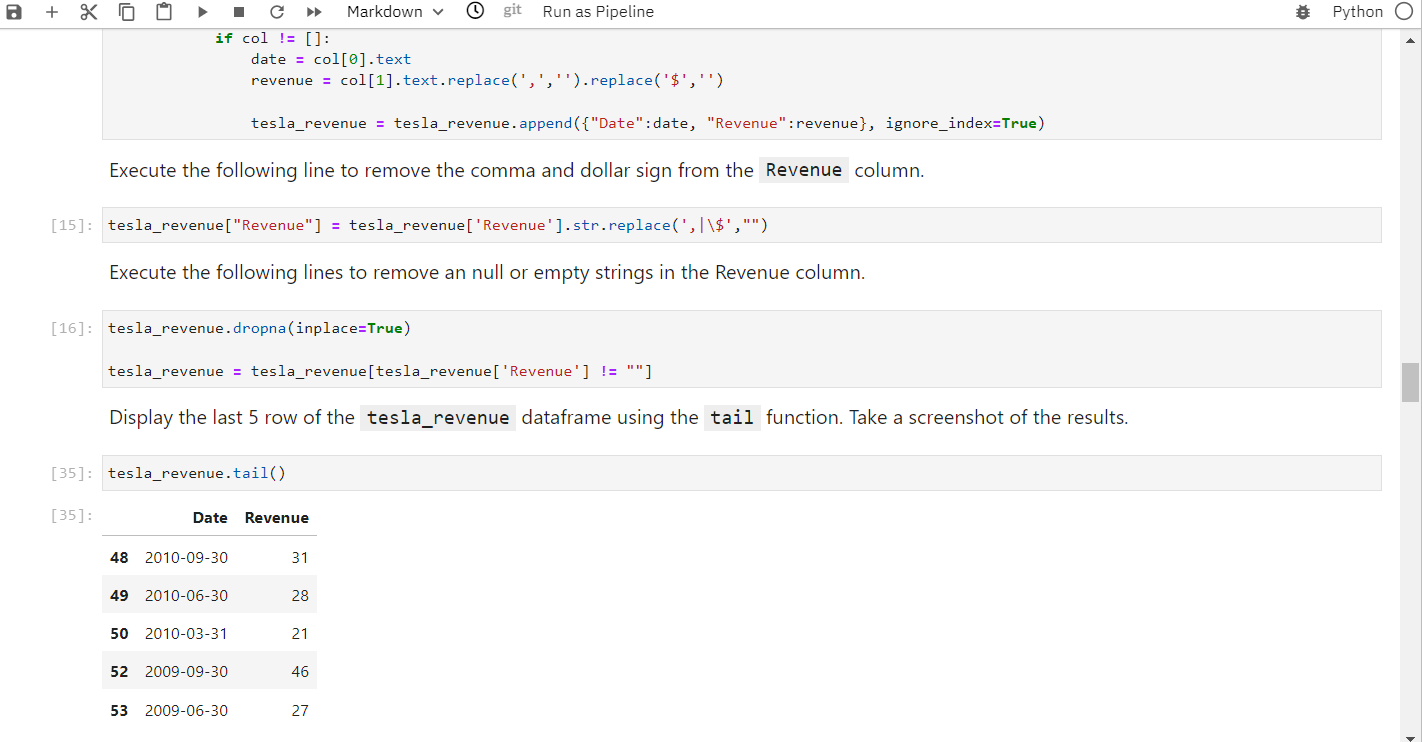 Markdown git Run as Pipeline Python
if col != []:
date = col[0].text
revenue = col[1].text.replace(',','').replace('$','')
tesla_revenue = tesla_revenue.append({"Date":date, "Revenue":revenue}, ignore_index=True)
Execute the following line to remove the comma and dollar sign from the Revenue column.
[15]: tesla_revenue["Revenue"] = tesla_revenue['Revenue'].str.replace(',|\$',"")
Execute the following lines to remove an null or empty strings in the Revenue column.
[16]: tesla_revenue.dropna(inplace=True)
tesla_revenue = tesla_revenue[tesla_revenue['Revenue'] != ""]
Display the last 5 row of the tesla_revenue dataframe using the tail function. Take a screenshot of the results.
[35]: tesla_revenue.tail()
[35]: Date Revenue
48 2010-09-30 31
49 2010-06-30 28
50 2010-03-31 21
52 2009-09-30 46
53 2009-06-30 27